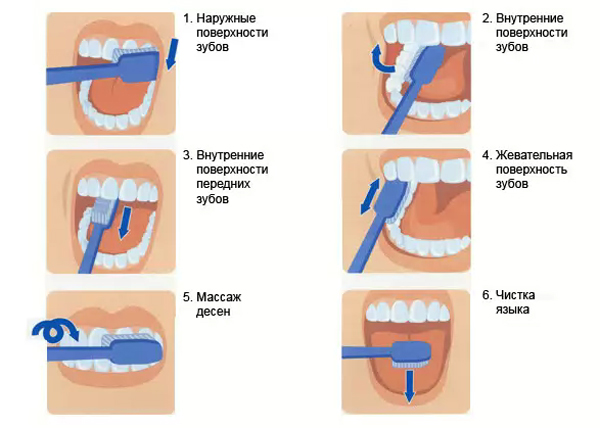 1. Наружные
поверхности
зубов
2. Внутренние
поверхности
зубов
3. Внутренние
поверхности
передних
зубов
4. Жевательная
поверхность
зубов
5. Массаж
десен
6. Чистка
языка